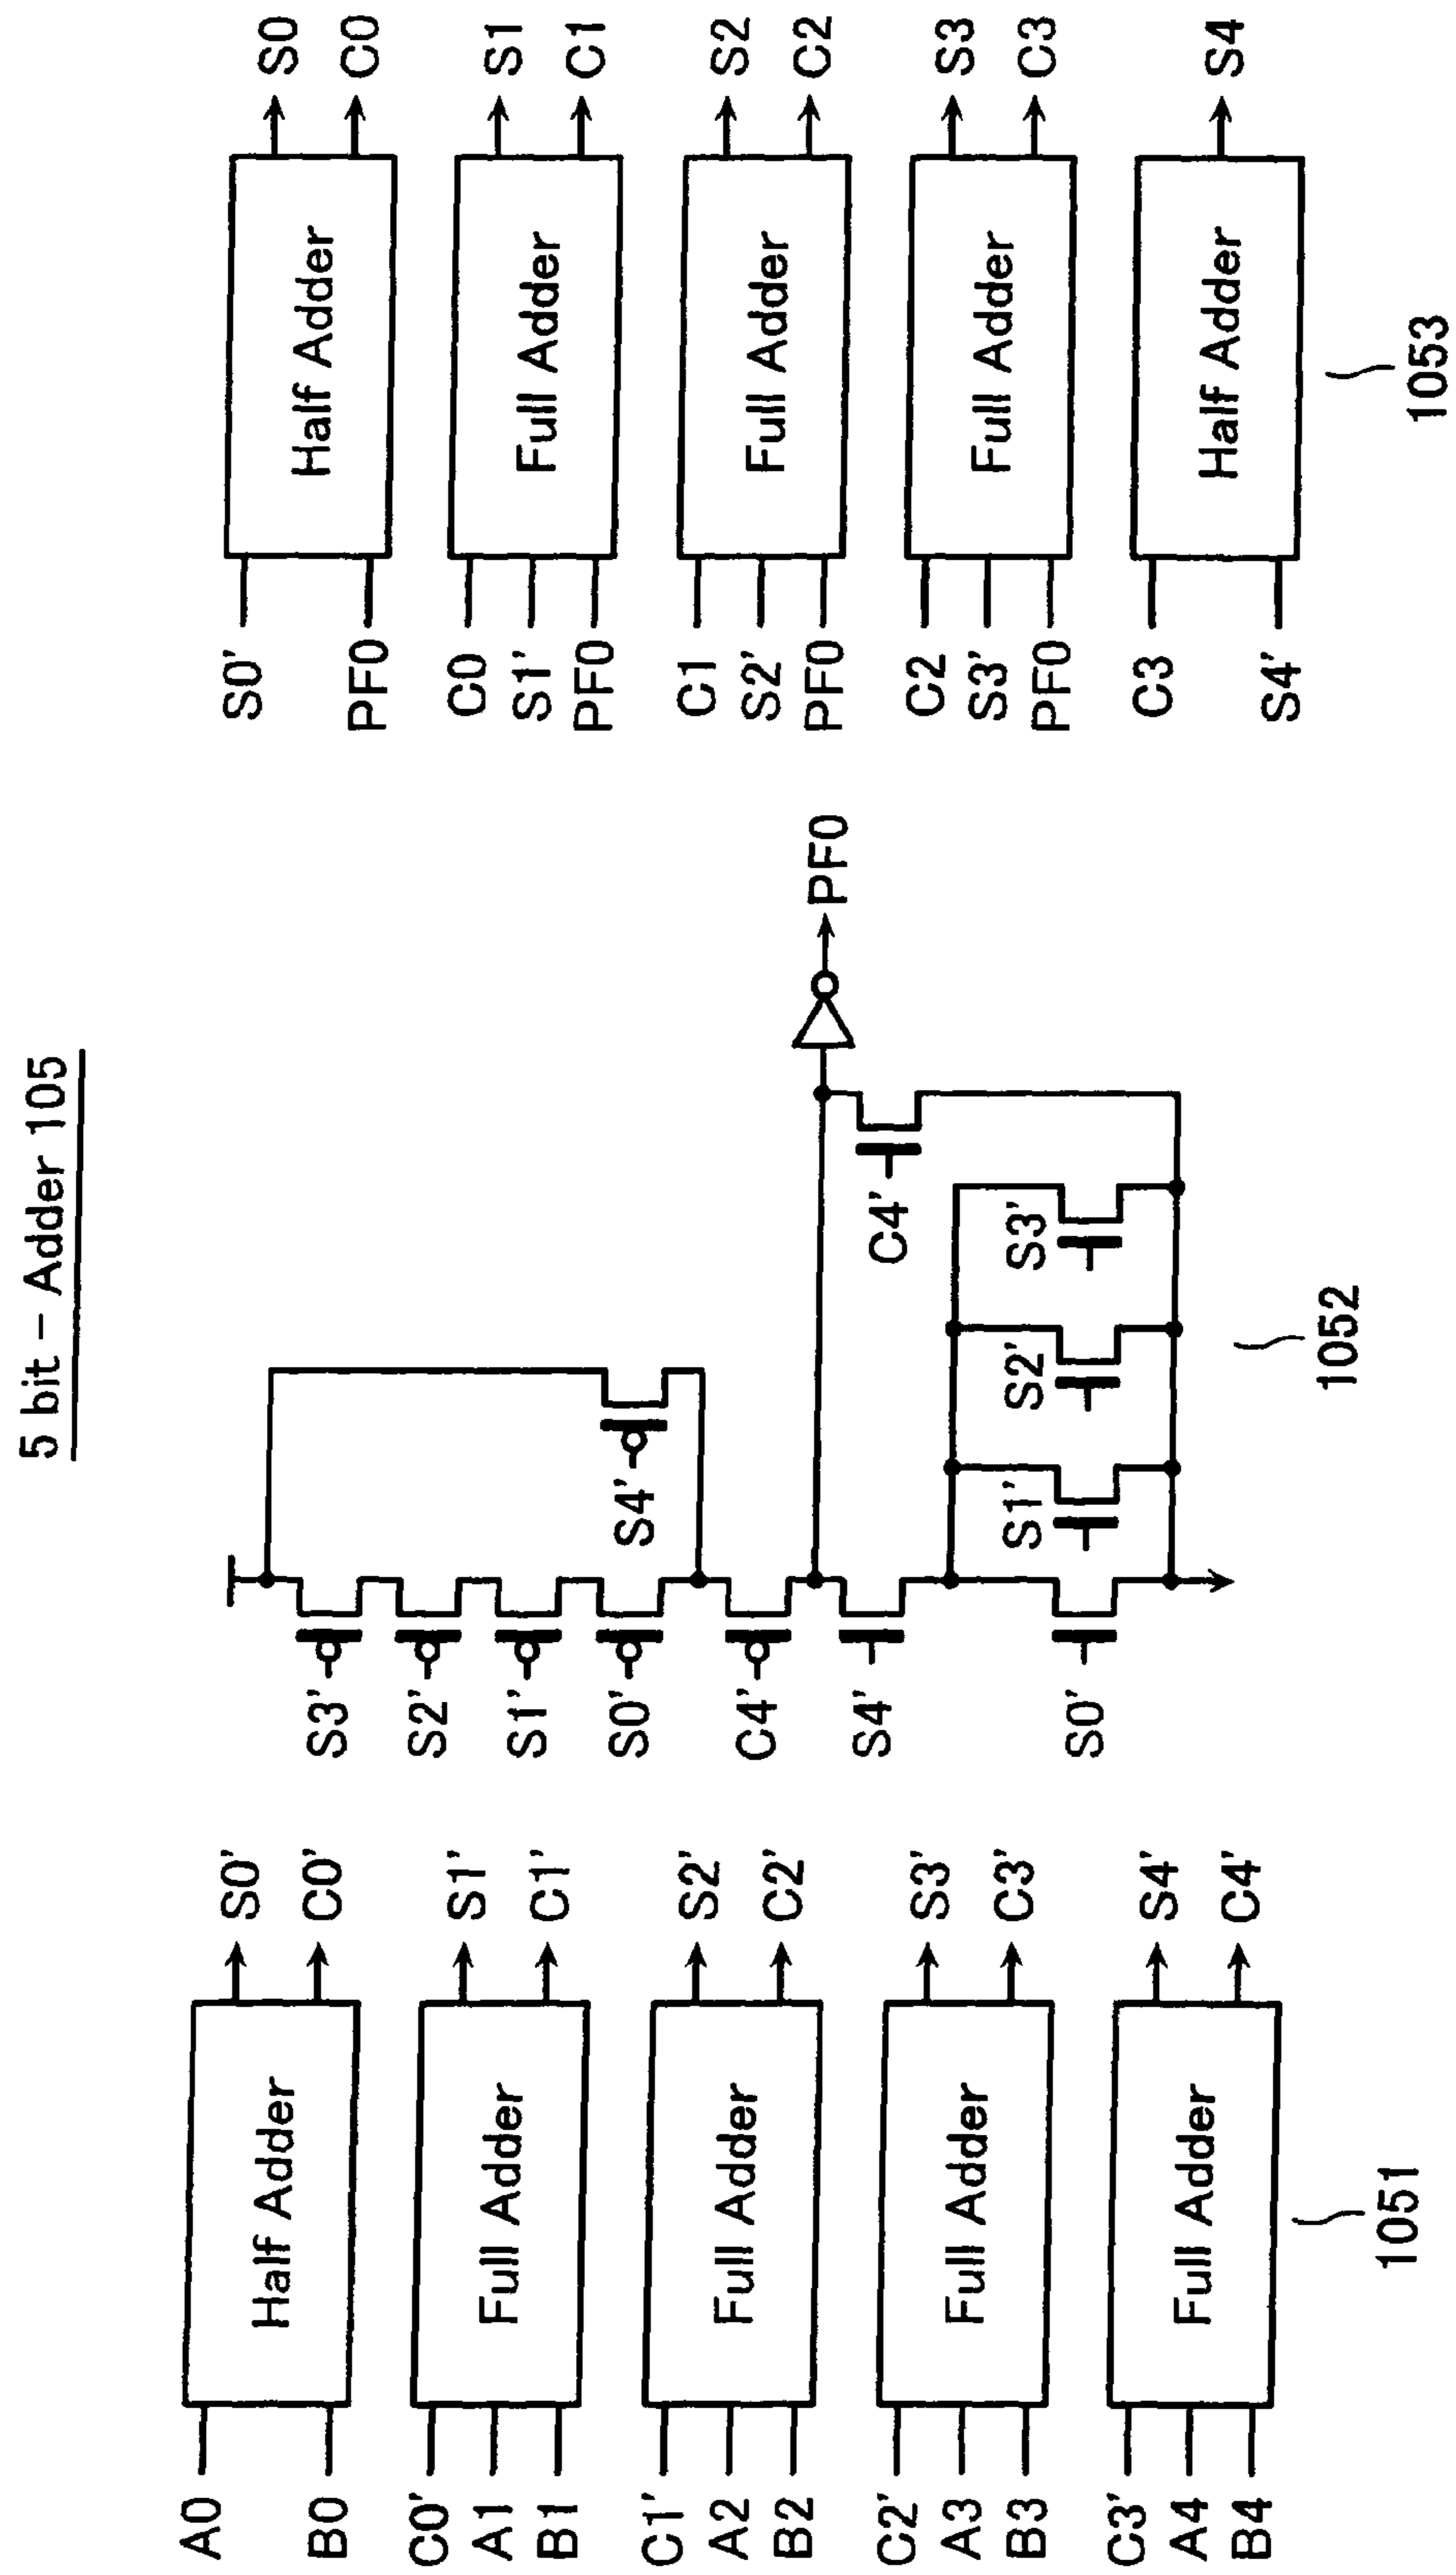 5 bit – Adder 105
A0
B0
Half Adder
S0'
C0'
C0'
A1
B1
Full Adder
S1'
C1'
C1'
A2
B2
Full Adder
S2'
C2'
C2'
A3
B3
Full Adder
S3'
C3'
C3'
A4
B4
Full Adder
S4'
C4'
1051
S3'
S2'
S1'
S0'
S4'
C4'
S4'
S0'
S1'
S2'
S3'
C4'
PF0
1052
S0'
PF0
Half Adder
S0
C0
C0
S1'
PF0
Full Adder
S1
C1
C1
S2'
PF0
Full Adder
S2
C2
C2
S3'
PF0
Full Adder
S3
C3
C3
S4'
Half Adder
S4
1053